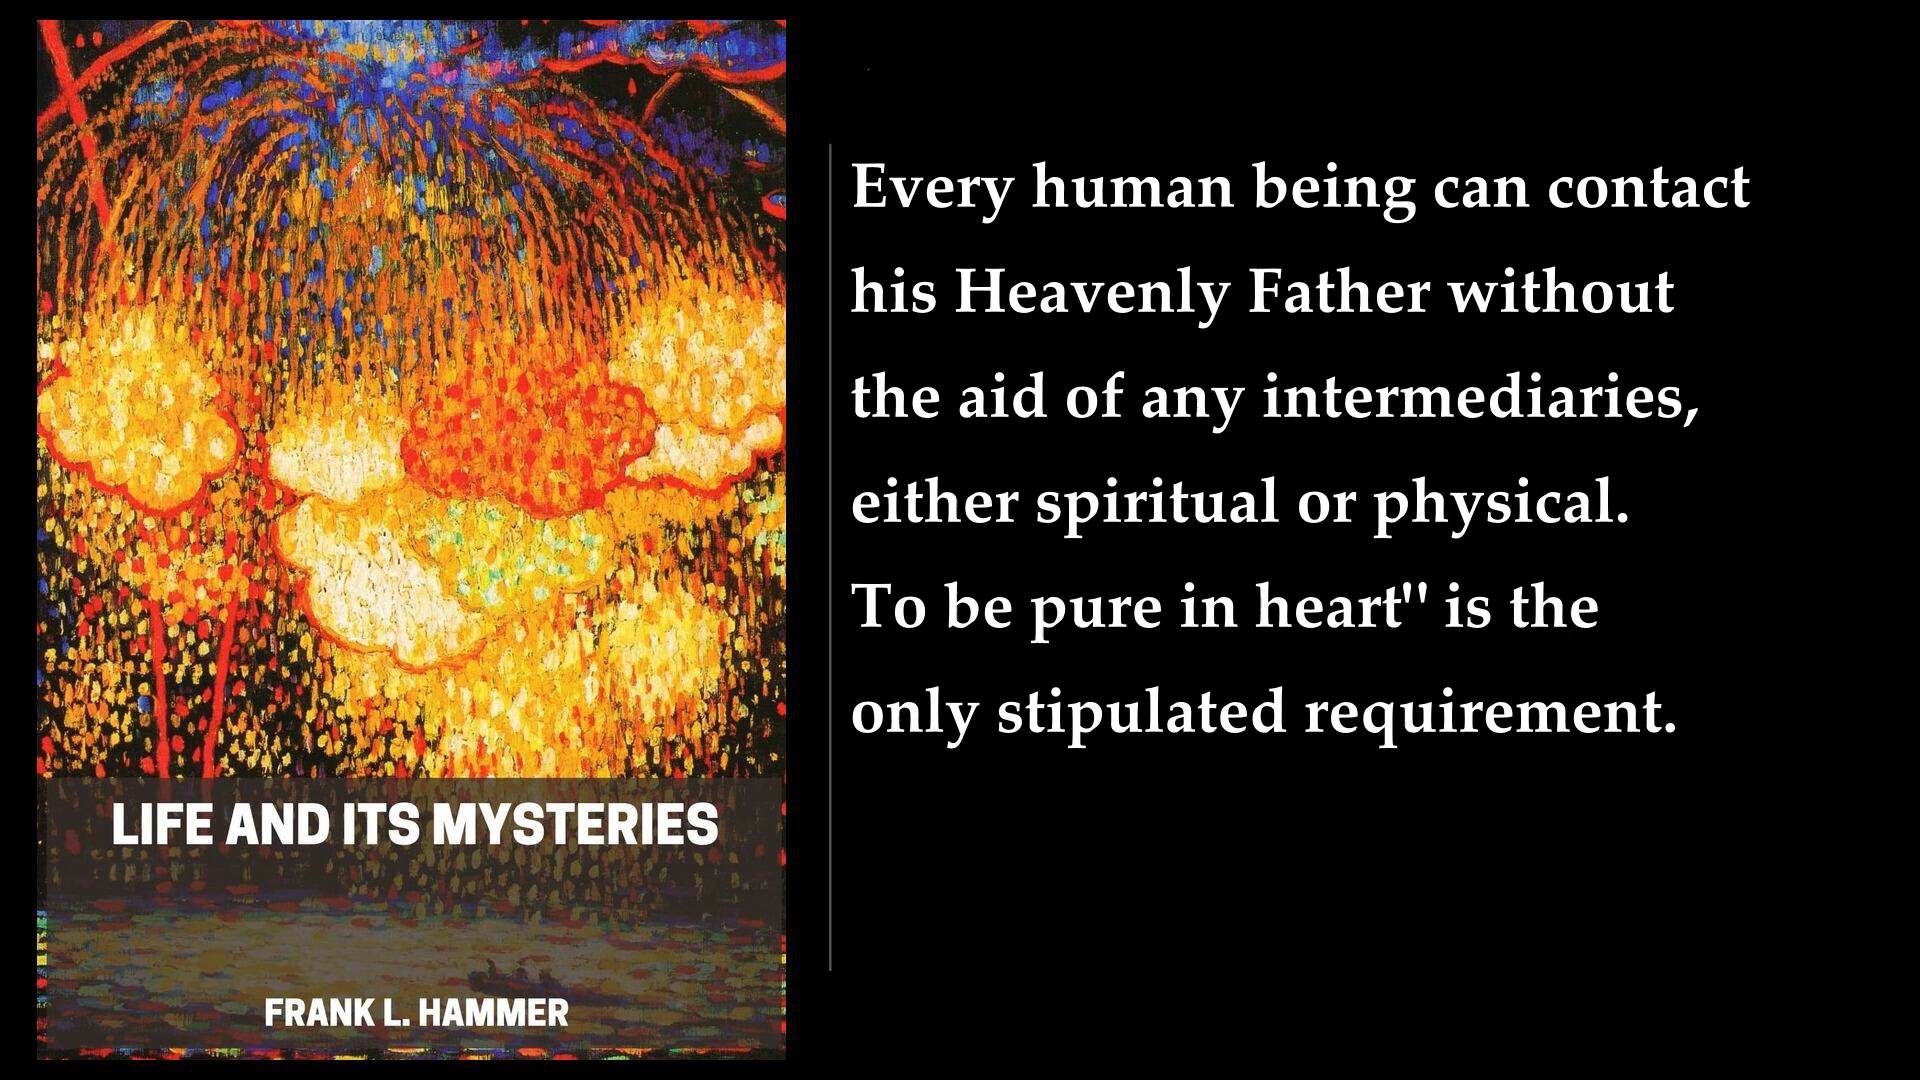 LIFE AND ITS MYSTERIES
FRANK L. HAMMER
Every human being can contact
his Heavenly Father without
the aid of any intermediaries,
either spiritual or physical.
To be pure in heart" is the
only stipulated requirement.